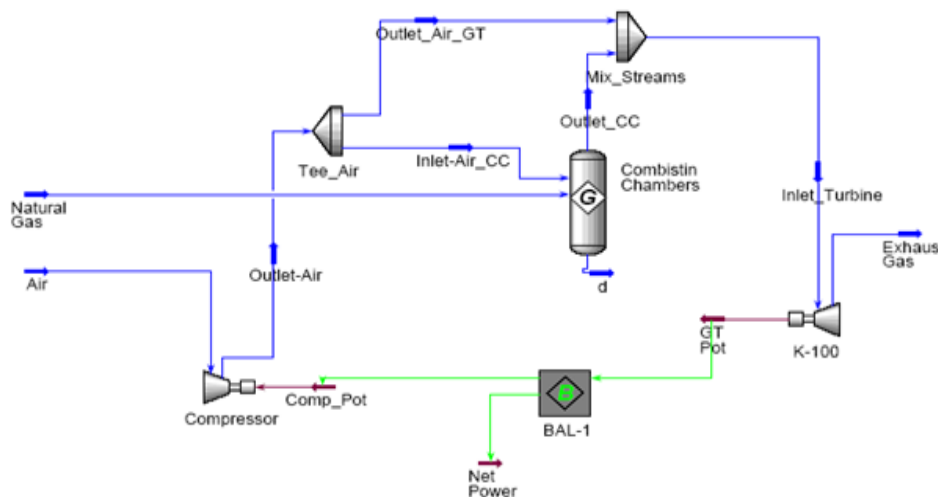 Outlet_Air_GT
Mix_Streams
Outlet_CC
Tee_Air
Inlet-Air_CC
Combistin
Chambers
G
Natural
Gas
Inlet_Turbine
Exhaus
Gas
Air
Outlet-Air
d
GT
Pot
K-100
Compressor
Comp_Pot
B
BAL-1
Net
Power